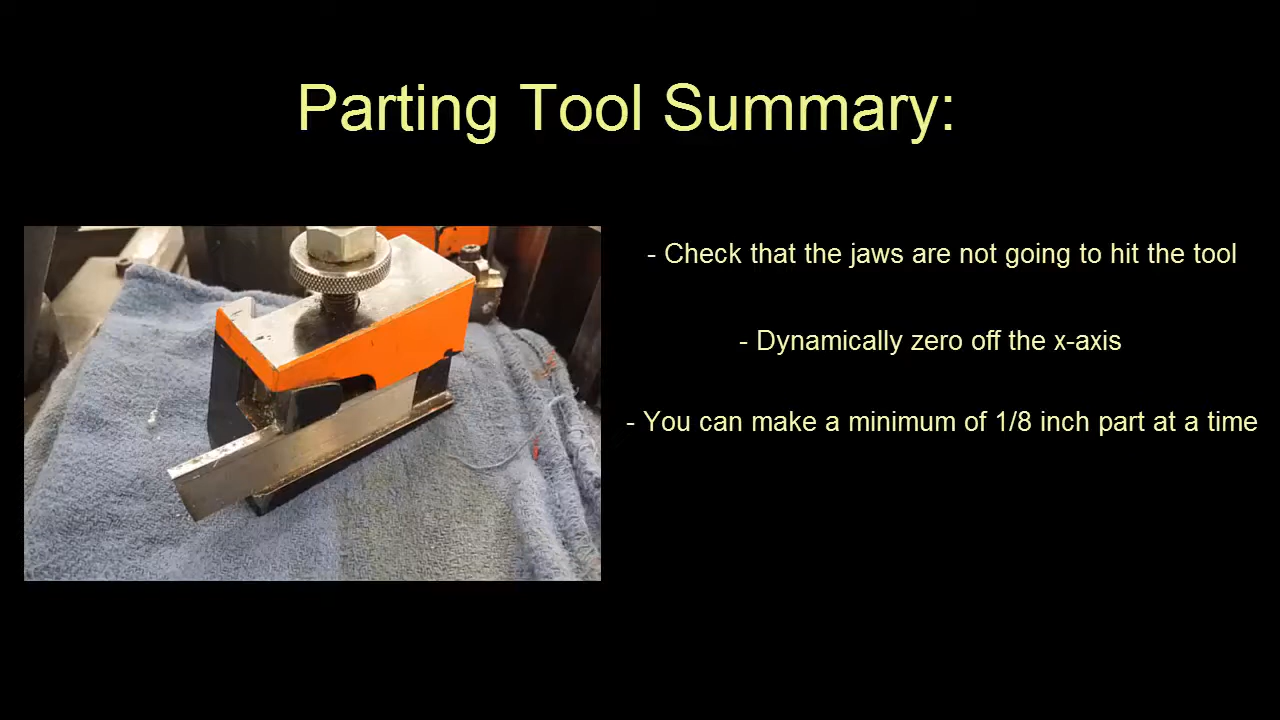 Parting Tool Summary:
- Check that the jaws are not going to hit the tool
- Dynamically zero off the x-axis
- You can make a minimum of 1/8 inch part at a time